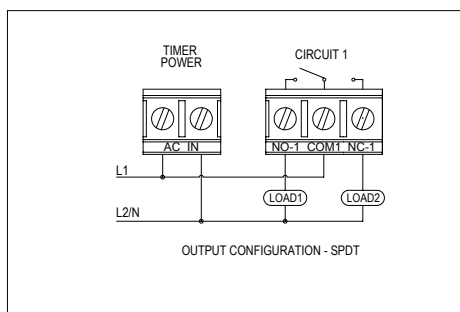 TIMER
POWER
CIRCUIT 1
AC IN
NO-1 COM1 NC-1
L1
LOAD1
LOAD2
L2/N
OUTPUT CONFIGURATION - SPDT